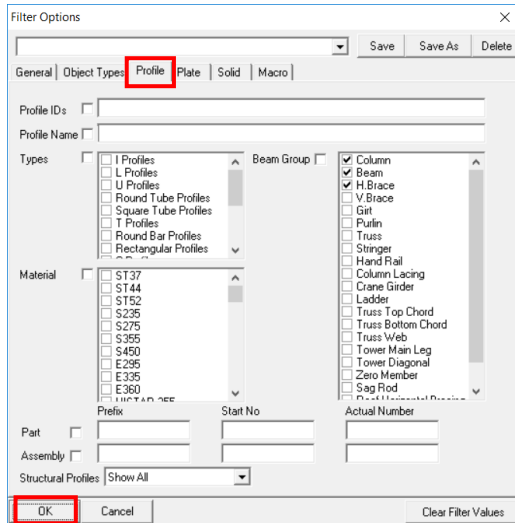 Filter Options
Save Save As Delete
General Object Types Profile Plate Solid Macro
Profile IDs
Profile Name
Types
I Profiles
L Profiles
U Profiles
Round Tube Profiles
Square Tube Profiles
T Profiles
Round Bar Profiles
Rectangular Profiles
Beam Group
Column
Beam
H.Brace
V.Brace
Girt
Purlin
Truss
Stringer
Hand Rail
Column Lacing
Crane Girder
Ladder
Truss Top Chord
Truss Bottom Chord
Truss Web
Tower Main Leg
Tower Diagonal
Zero Member
Sag Rod
Material
ST37
ST44
ST52
S235
S275
S355
S450
E295
E335
E360
Prefix Start No Actual Number
Part
Assembly
Structural Profiles Show All
OK Cancel Clear Filter Values